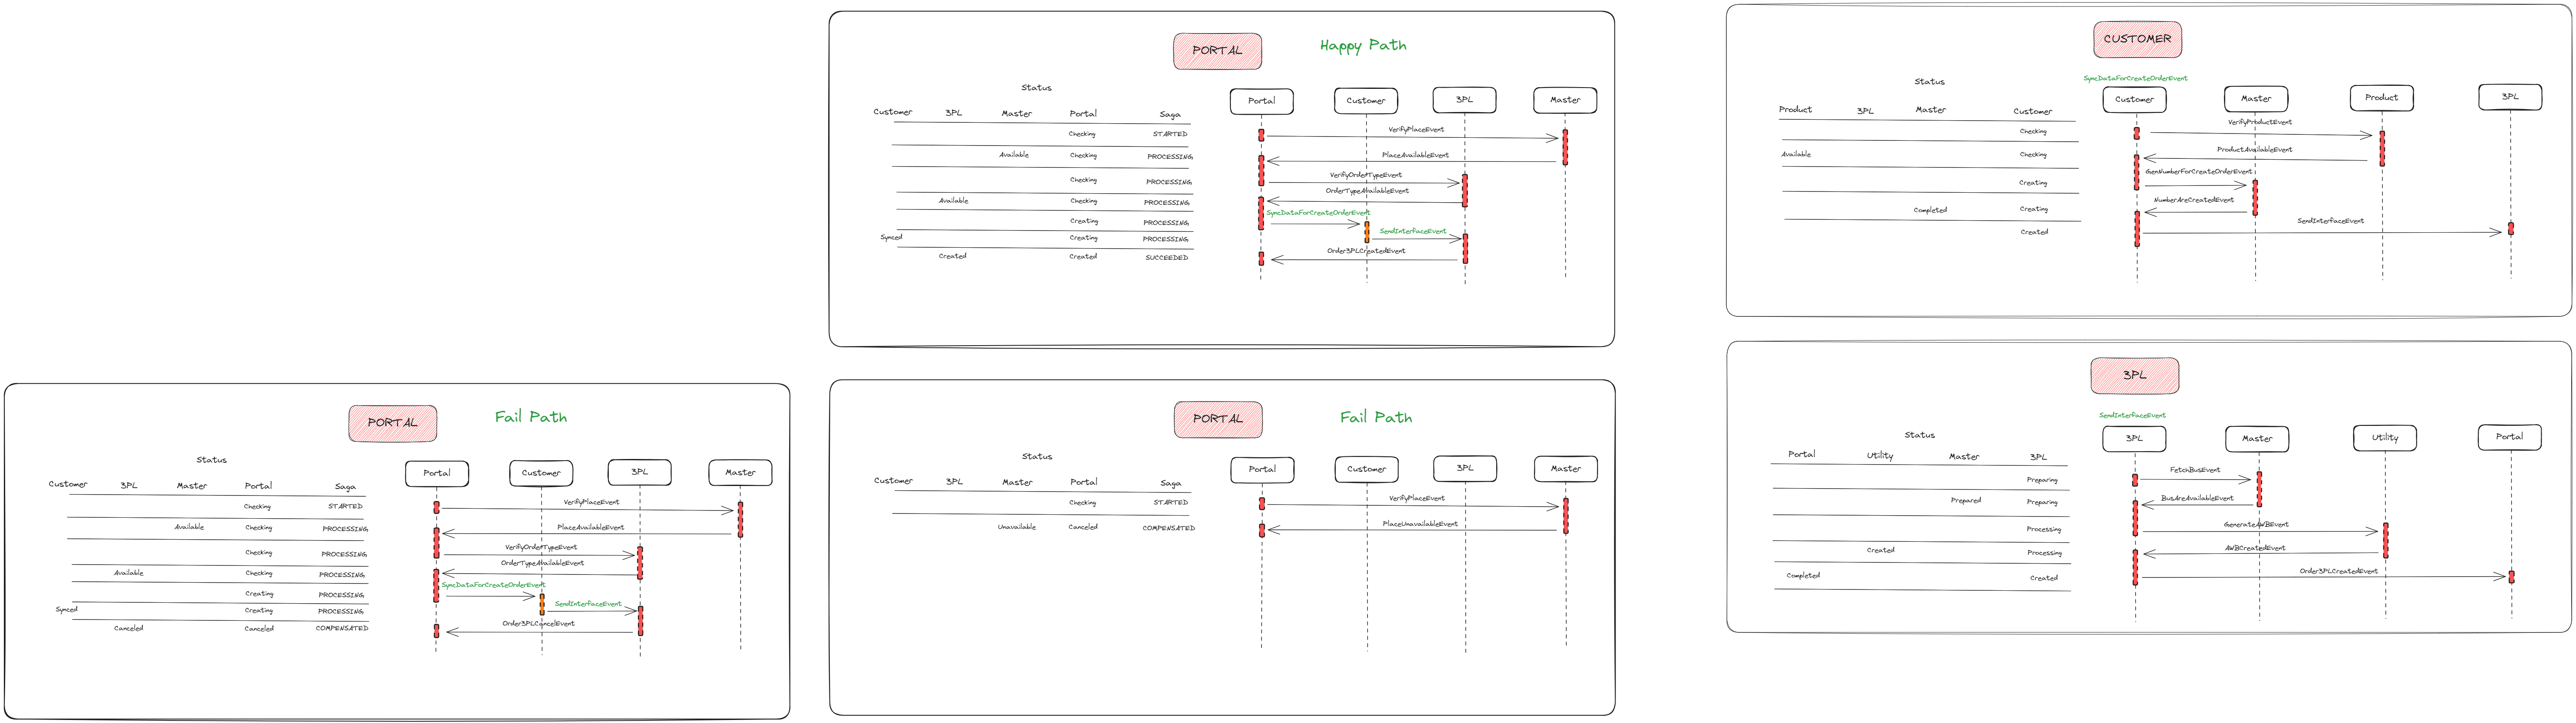 PORTAL
Happy Path
Status
Customer 3PL Master Portal Saga
Portal Customer 3PL Master
Checking STARTED
VerifyPlaceEvent
Available Checking PROCESSING
PlaceAvailableEvent
Checking PROCESSING
VerifyOrderTypeEvent
OrderTypeAvailableEvent
Available Checking PROCESSING
SyncDataForCreateOrderEvent
Creating PROCESSING
SendInterfaceEvent
Synced Creating PROCESSING
Order3PLCreatedEvent
Created Created SUCCEEDED
CUSTOMER
SyncDataForCreateOrderEvent
Status
Product 3PL Master Customer
Customer Master Product 3PL
VerifyProductEvent
Checking
ProductAvailableEvent
Available Checking
GenNumberForCreateOrderEvent
Creating
NumberAreCreatedEvent
Completed Creating
SendInterfaceEvent
Created
PORTAL
Fail Path
Status
Customer 3PL Master Portal Saga
Portal Customer 3PL Master
Checking STARTED
VerifyPlaceEvent
Available Checking PROCESSING
PlaceAvailableEvent
Checking PROCESSING
VerifyOrderTypeEvent
OrderTypeAvailableEvent
Available Checking PROCESSING
SyncDataForCreateOrderEvent
Creating PROCESSING
SendInterfaceEvent
Synced Creating PROCESSING
Order3PLCancelEvent
Canceled Canceled COMPENSATED
PORTAL
Fail Path
Status
Customer 3PL Master Portal Saga
Portal Customer 3PL Master
Checking STARTED
VerifyPlaceEvent
Unavailable Canceled COMPENSATED
PlaceUnavailableEvent
3PL
SendInterfaceEvent
Status
Portal Utility Master 3PL
3PL Master Utility Portal
FetchBusEvent
Preparing
BusAreAvailableEvent
Prepared Preparing
GenerateAWBEvent
Processing
AWBCreatedEvent
Created Processing
Order3PLCreatedEvent
Completed Created